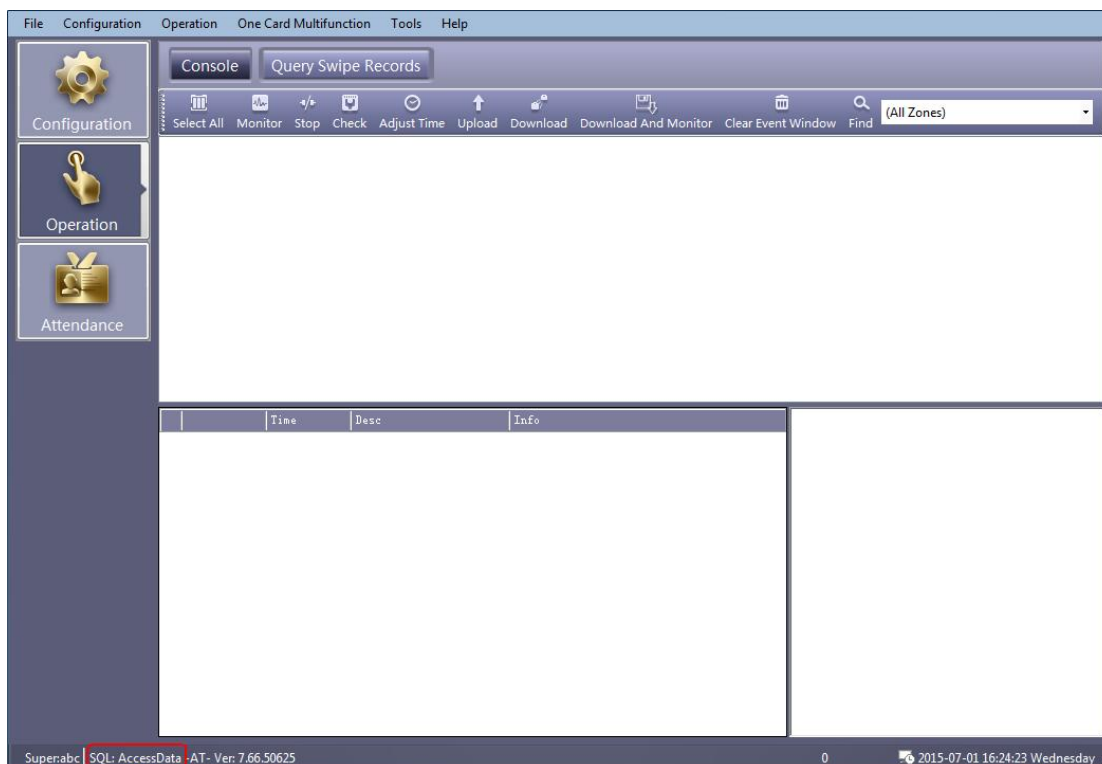 File Configuration Operation One Card Multifunction Tools Help
Console Query Swipe Records
Select All Monitor Stop Check Adjust Time Upload Download Download And Monitor Clear Event Window Find (All Zones)
Configuration
Operation
Attendance
Time Desc Info
Super:abc SQL: AccessData -AT- Ver: 7.66.50625 0 2015-07-01 16:24:23 Wednesday